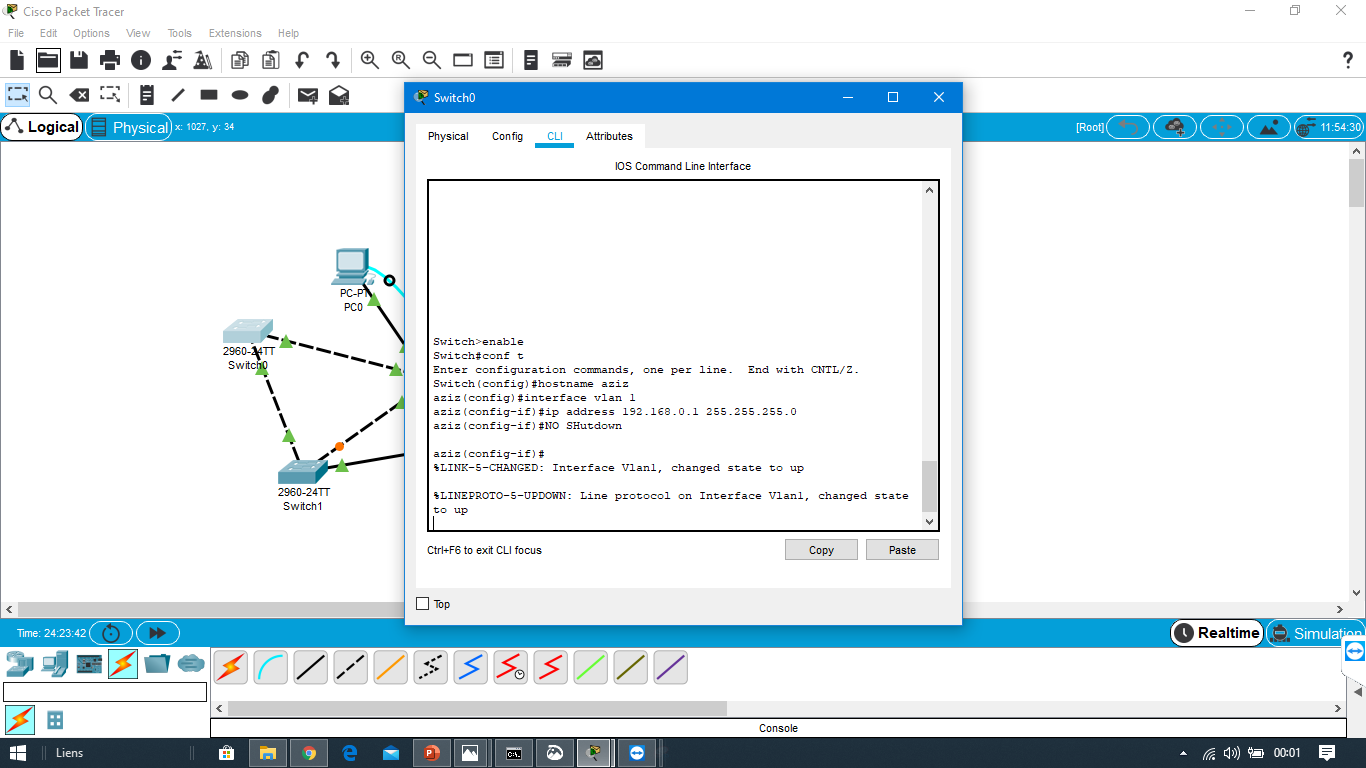 Cisco Packet Tracer
File Edit Options View Tools Extensions Help
?
Logical Physical x: 1027, y: 34
[Root] 11:54:30
PC-PT
PC0
2960-24TT
Switch0
2960-24TT
Switch1
Switch0
Physical Config CLI Attributes
IOS Command Line Interface
Switch>enable
Switch#conf t
Enter configuration commands, one per line.  End with CNTL/Z.
Switch(config)#hostname aziz
aziz(config)#interface vlan 1
aziz(config-if)#ip address 192.168.0.1 255.255.255.0
aziz(config-if)#NO SHutdown
aziz(config-if)#
%LINK-5-CHANGED: Interface Vlan1, changed state to up
%LINEPROTO-5-UPDOWN: Line protocol on Interface Vlan1, changed state
to up
Ctrl+F6 to exit CLI focus
Copy Paste
Top
Time: 24:23:42
Realtime Simulation
Console
Liens
00:01